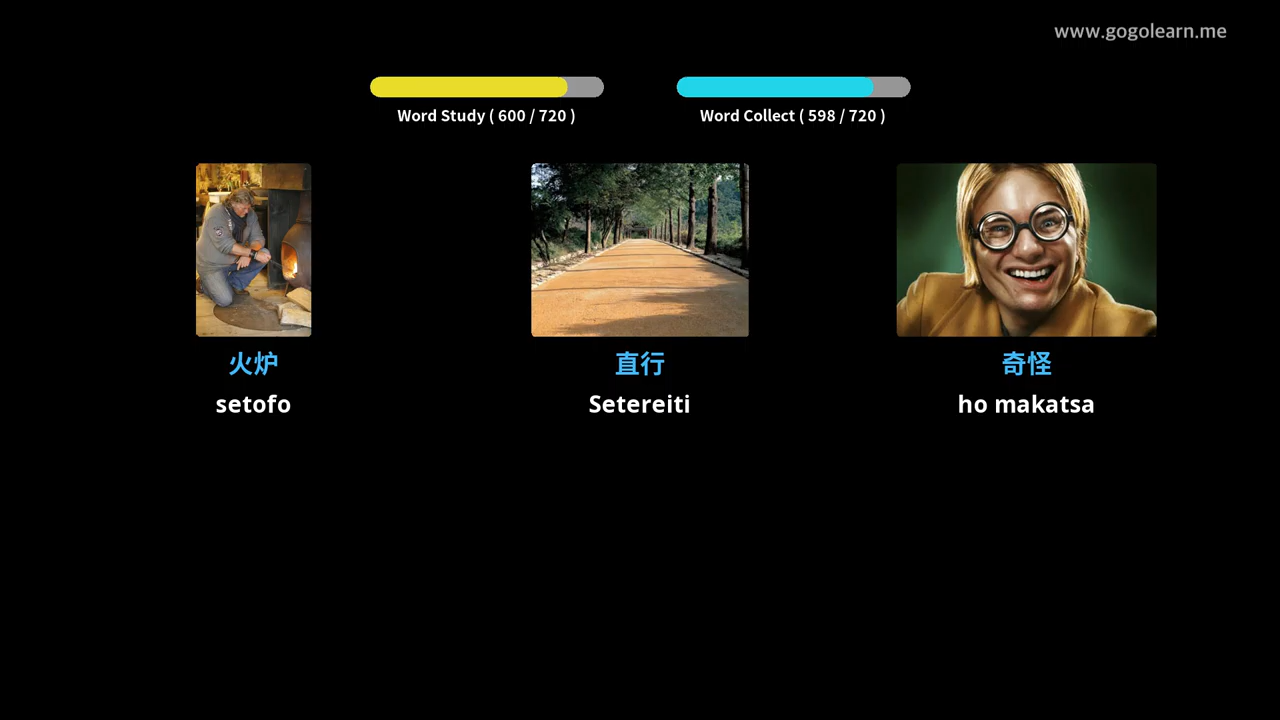 www.gogolearn.me
Word Study ( 600 / 720 )
Word Collect ( 598 / 720 )
火炉
setofo
直行
Setereiti
奇怪
ho makatsa